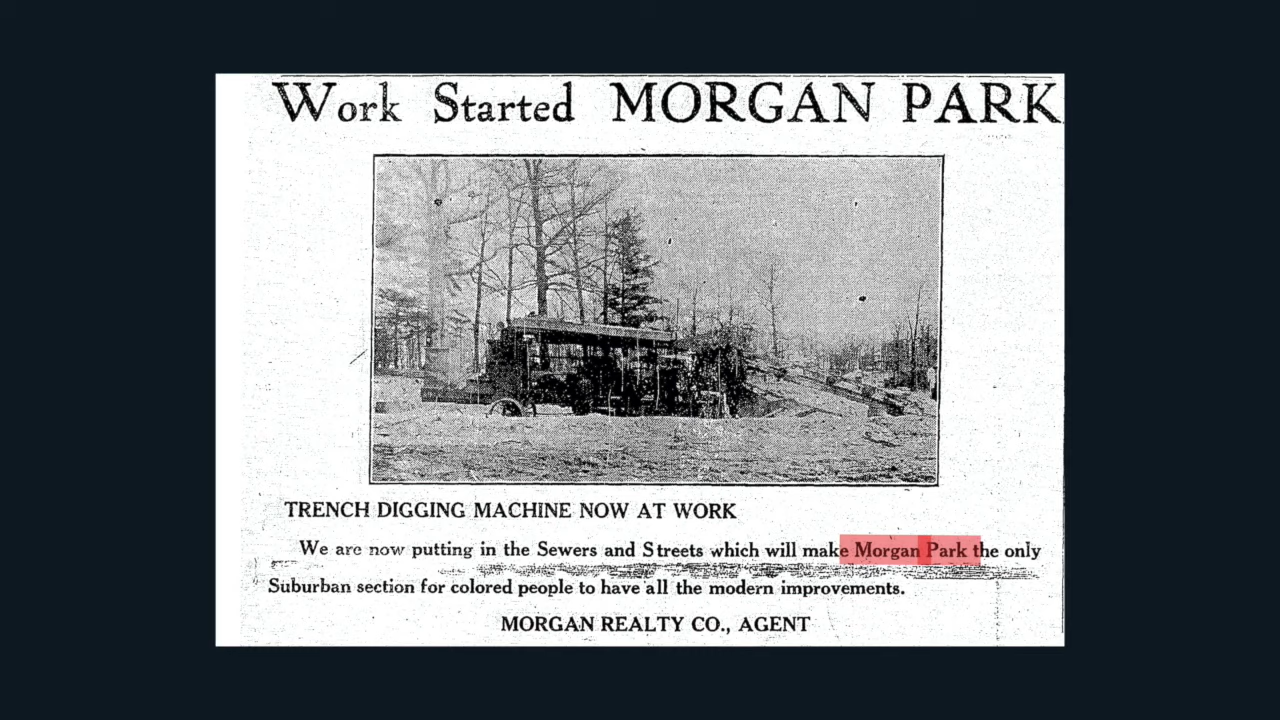 Work Started MORGAN PARK
TRENCH DIGGING MACHINE NOW AT WORK
We are now putting in the Sewers and Streets which will make Morgan Park the only
Suburban section for colored people to have all the modern improvements.
MORGAN REALTY CO., AGENT